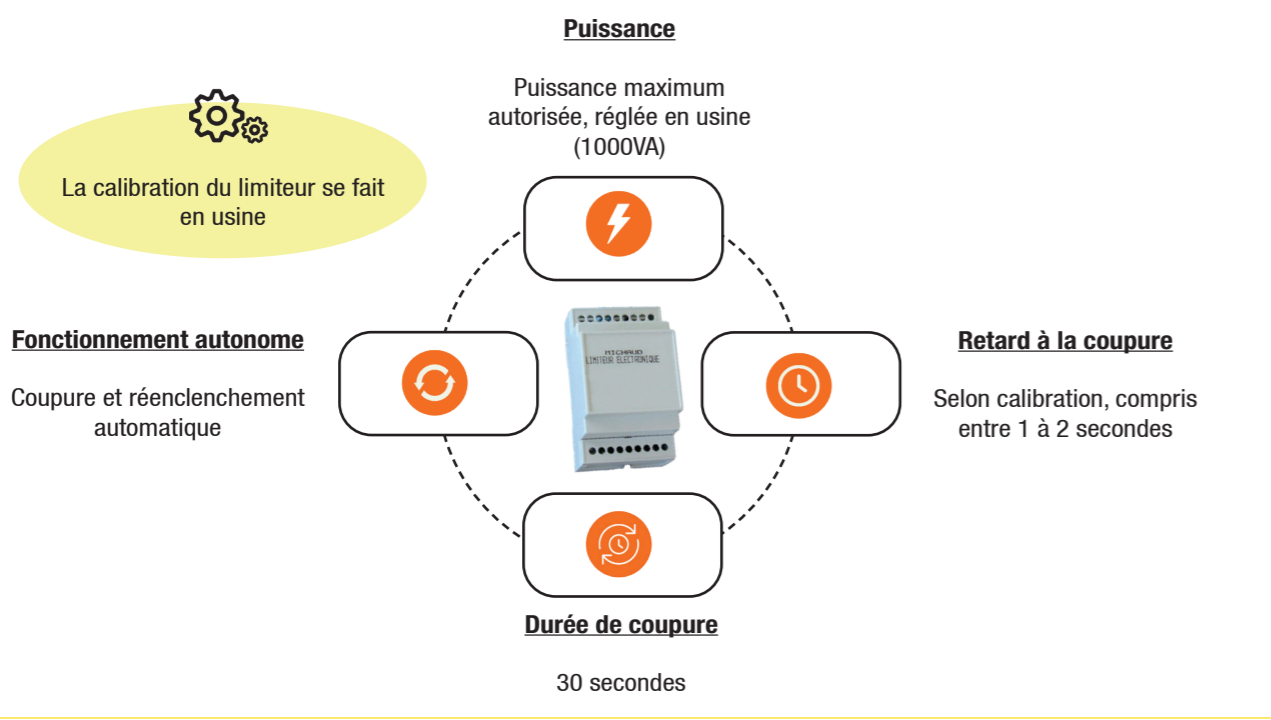 Puissance
Puissance maximum
autorisée, réglée en usine
(1000VA)
La calibration du limiteur se fait
en usine
Fonctionnement autonome
Coupure et réenclenchement
automatique
MICHAUD
LIMITEUR ELECTRONIQUE
Retard à la coupure
Selon calibration, compris
entre 1 à 2 secondes
Durée de coupure
30 secondes